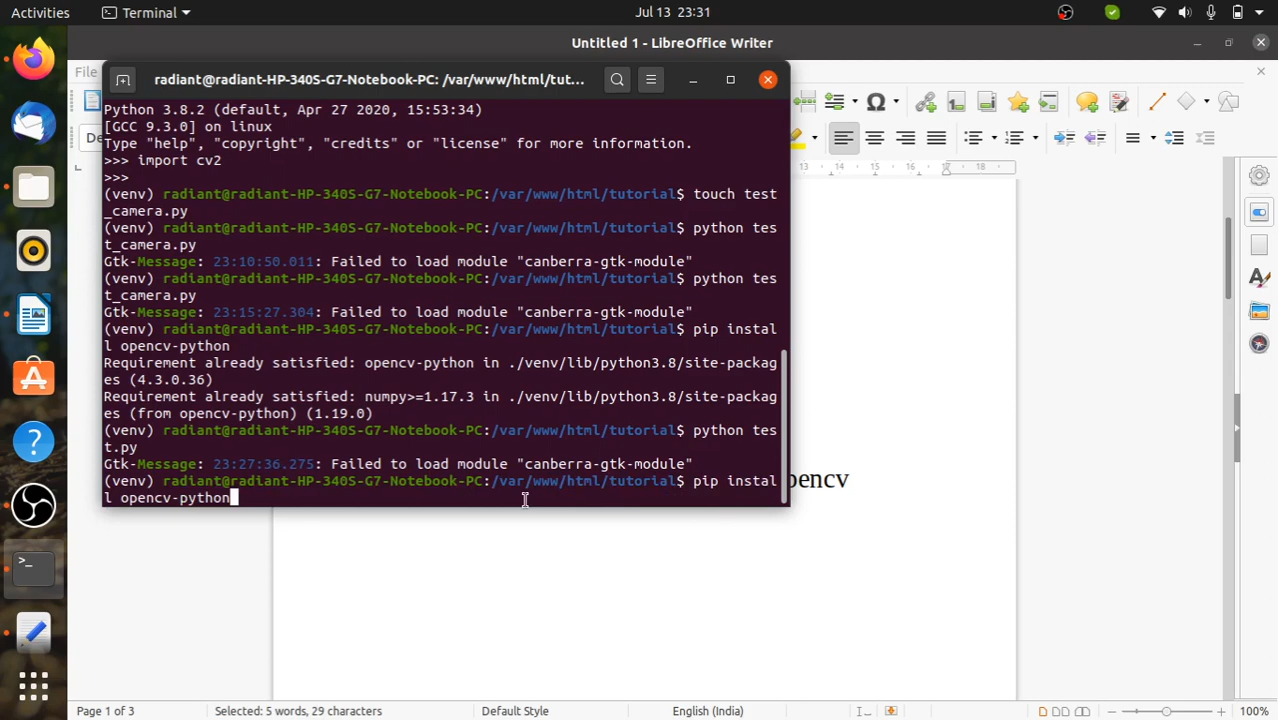 Activities Terminal Jul 13 23:31
Untitled 1 - LibreOffice Writer
File
radiant@radiant-HP-340S-G7-Notebook-PC: /var/www/html/tut...
Python 3.8.2 (default, Apr 27 2020, 15:53:34)
[GCC 9.3.0] on linux
Type "help", "copyright", "credits" or "license" for more information.
>>> import cv2
>>>
(venv) radiant@radiant-HP-340S-G7-Notebook-PC:/var/www/html/tutorial$ touch test
_camera.py
(venv) radiant@radiant-HP-340S-G7-Notebook-PC:/var/www/html/tutorial$ python tes
t_camera.py
Gtk-Message: 23:10:50.011: Failed to load module "canberra-gtk-module"
(venv) radiant@radiant-HP-340S-G7-Notebook-PC:/var/www/html/tutorial$ python tes
t_camera.py
Gtk-Message: 23:15:27.304: Failed to load module "canberra-gtk-module"
(venv) radiant@radiant-HP-340S-G7-Notebook-PC:/var/www/html/tutorial$ pip instal
l opencv-python
Requirement already satisfied: opencv-python in ./venv/lib/python3.8/site-packag
es (4.3.0.36)
Requirement already satisfied: numpy>=1.17.3 in ./venv/lib/python3.8/site-packag
es (from opencv-python) (1.19.0)
(venv) radiant@radiant-HP-340S-G7-Notebook-PC:/var/www/html/tutorial$ python tes
t.py
Gtk-Message: 23:27:36.275: Failed to load module "canberra-gtk-module"
(venv) radiant@radiant-HP-340S-G7-Notebook-PC:/var/www/html/tutorial$ pip instal
l opencv-python
De
13 14 15 16 17 18
pencv
Page 1 of 3 Selected: 5 words, 29 characters Default Style English (India) 100%